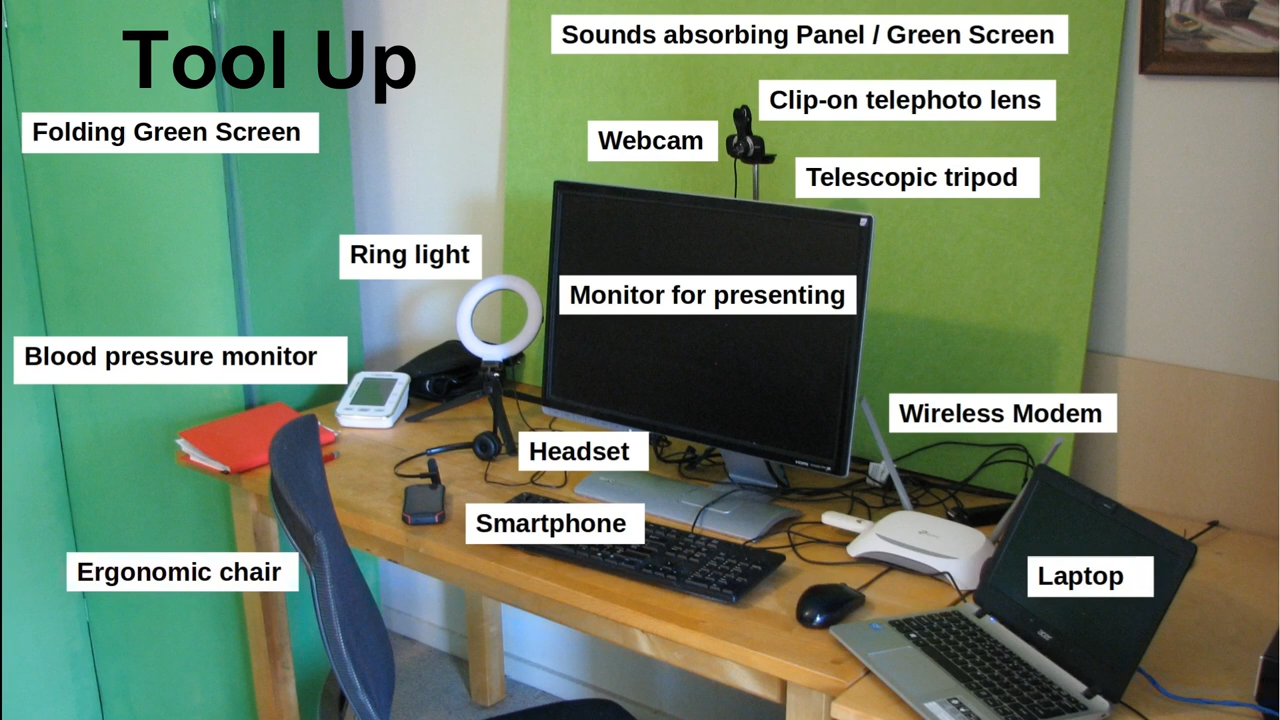 Tool Up
Sounds absorbing Panel / Green Screen
Clip-on telephoto lens
Folding Green Screen
Webcam
Telescopic tripod
Ring light
Monitor for presenting
Blood pressure monitor
Wireless Modem
Headset
Smartphone
Ergonomic chair
Laptop
acer